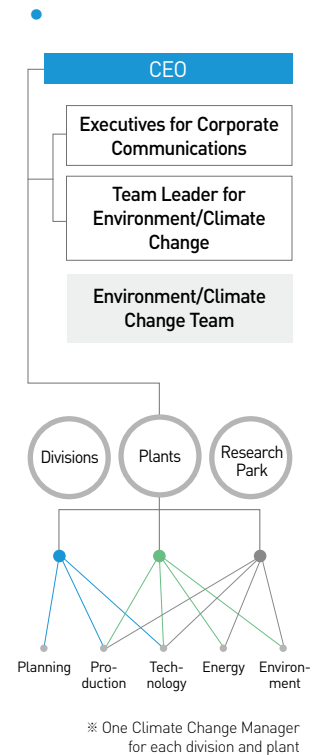 CEO
Executives for Corporate
Communications
Team Leader for
Environment/Climate
Change
Environment/Climate
Change Team
Divisions
Plants
Research
Park
Planning
Pro-
duction
Tech-
nology
Energy
Environ-
ment
※ One Climate Change Manager
for each division and plant